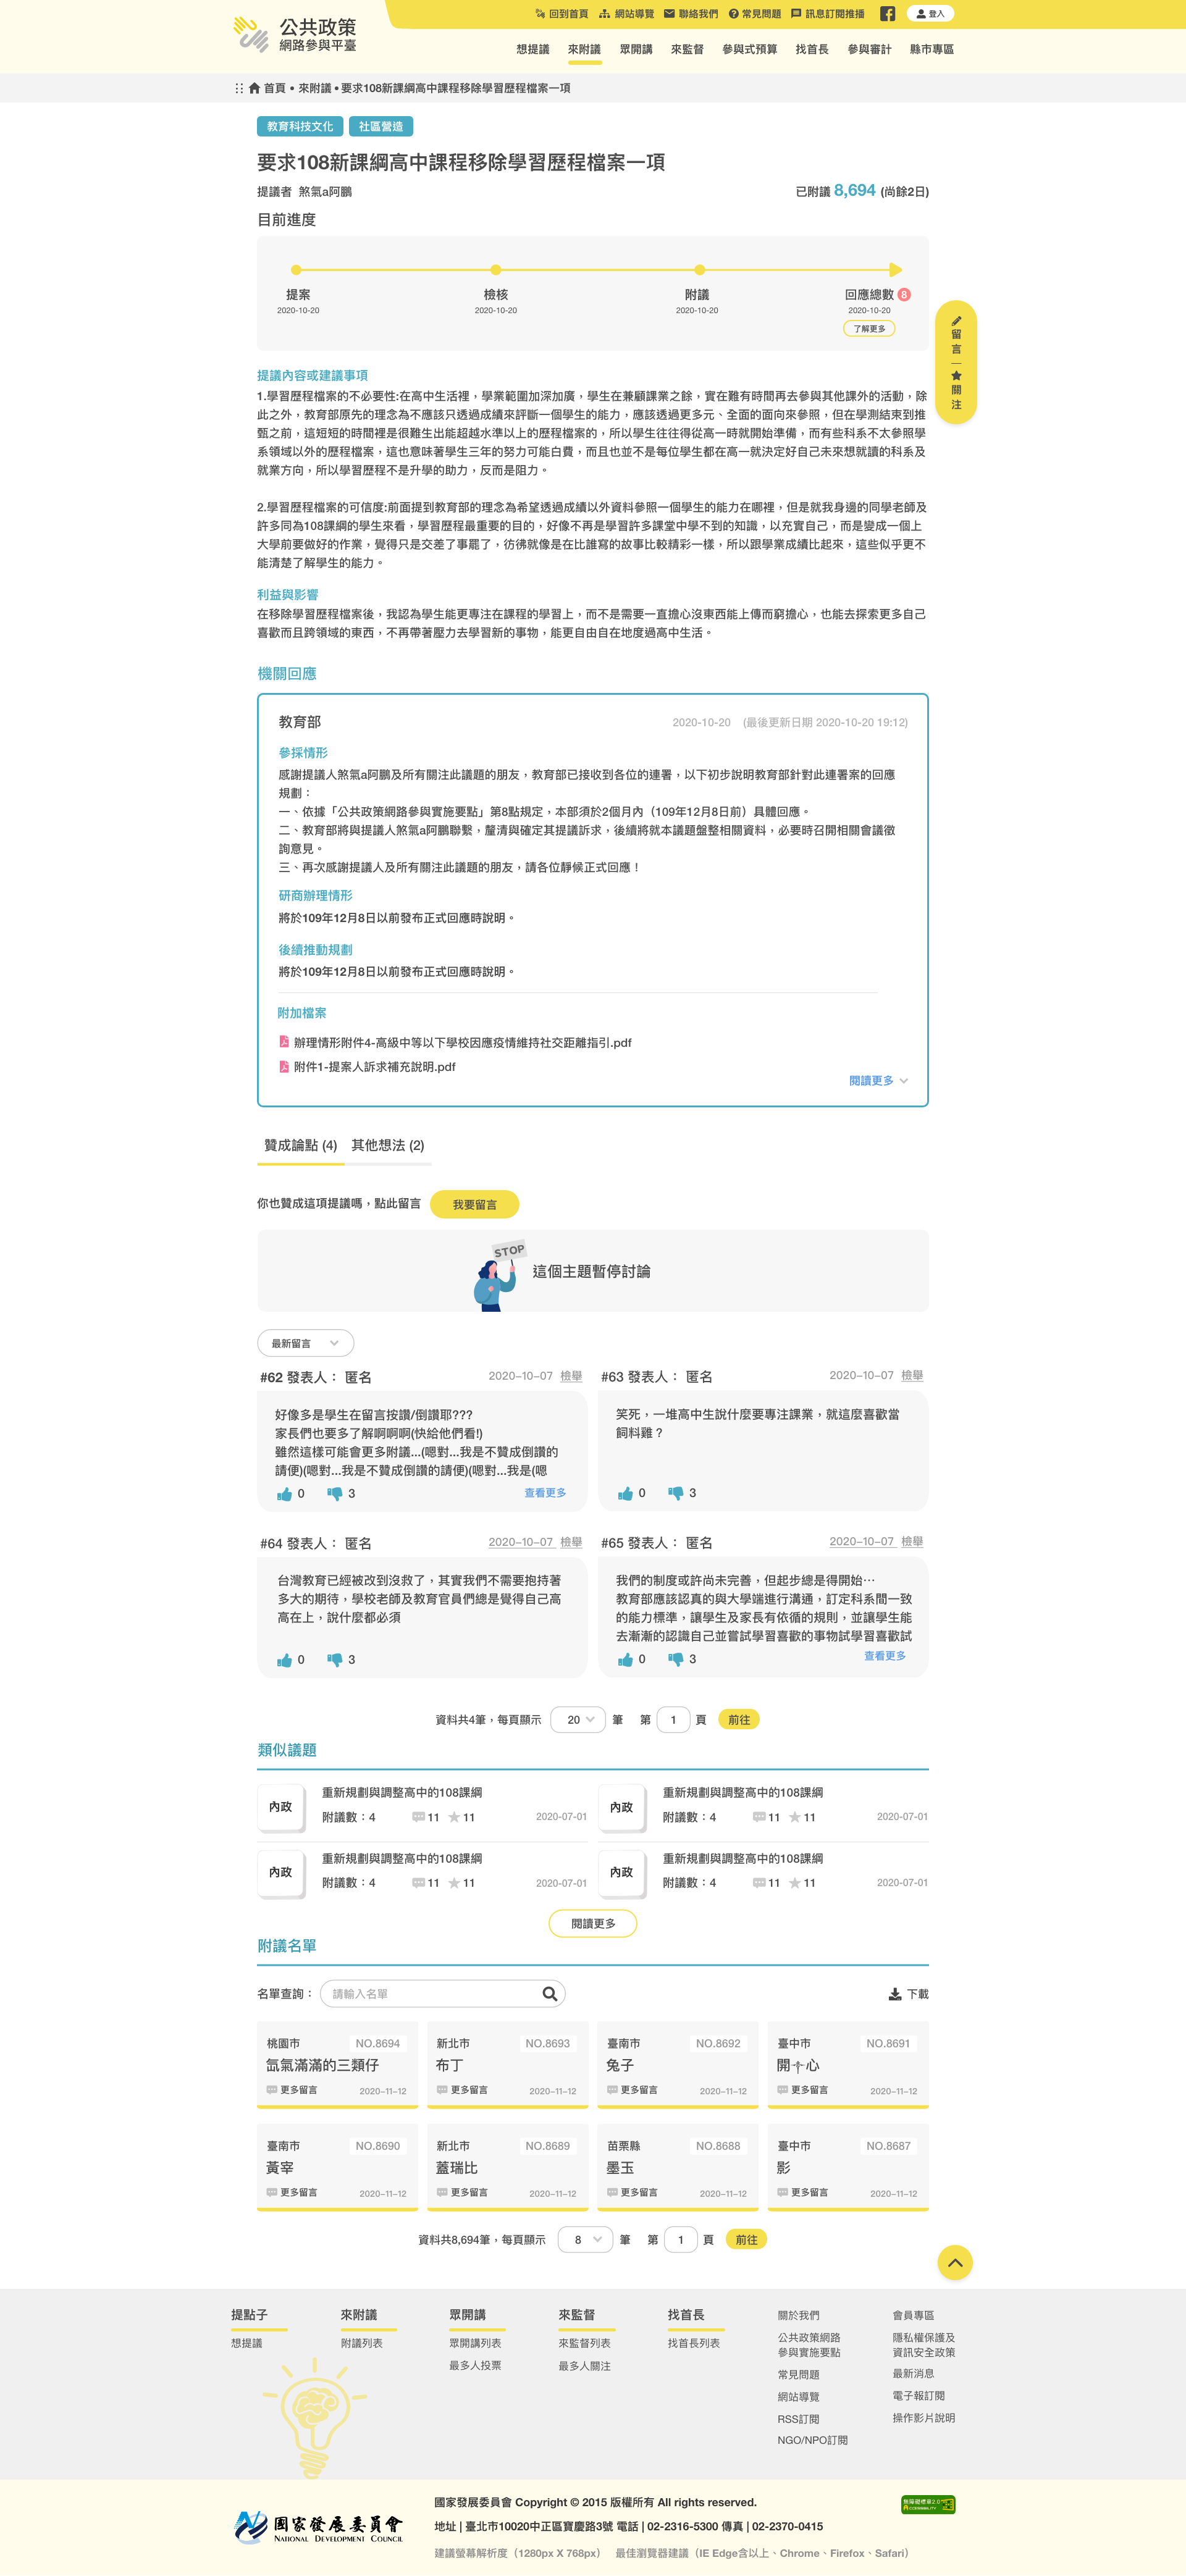 公共政策
網路參與平臺
回到首頁 網站導覽 聯絡我們 常見問題 訊息訂閱推播 登入
想提議 來附議 眾開講 來監督 參與式預算 找首長 參與審計 縣市專區
首頁 • 來附議 • 要求108新課綱高中課程移除學習歷程檔案一項
教育科技文化 社區營造
要求108新課綱高中課程移除學習歷程檔案一項
提議者 煞氣a阿鵬 已附議 8,694 (尚餘2日)
目前進度
提案 檢核 附議 回應總數 8
2020-10-20 2020-10-20 2020-10-20 2020-10-20
了解更多
留言
關注
提議內容或建議事項
1.學習歷程檔案的不必要性:在高中生活裡，學業範圍加深加廣，學生在兼顧課業之餘，實在難有時間再去參與其他課外的活動，除
此之外，教育部原先的理念為不應該只透過成績來評斷一個學生的能力，應該透過更多元、全面的面向來參照，但在學測結束到推
甄之前，這短短的時間裡是很難生出能超越水準以上的歷程檔案的，所以學生往往得從高一時就開始準備，而有些科系不太參照學
系領域以外的歷程檔案，這也意味著學生三年的努力可能白費，而且也並不是每位學生都在高一就決定好自己未來想就讀的科系及
就業方向，所以學習歷程不是升學的助力，反而是阻力。
2.學習歷程檔案的可信度:前面提到教育部的理念為希望透過成績以外資料參照一個學生的能力在哪裡，但是就我身邊的同學老師及
許多同為108課綱的學生來看，學習歷程最重要的目的，好像不再是學習許多課堂中學不到的知識，以充實自己，而是變成一個上
大學前要做好的作業，覺得只是交差了事罷了，彷彿就像是在比誰寫的故事比較精彩一樣，所以跟學業成績比起來，這些似乎更不
能清楚了解學生的能力。
利益與影響
在移除學習歷程檔案後，我認為學生能更專注在課程的學習上，而不是需要一直擔心沒東西能上傳而窮擔心，也能去探索更多自己
喜歡而且跨領域的東西，不再帶著壓力去學習新的事物，能更自由自在地度過高中生活。
機關回應
教育部 2020-10-20 (最後更新日期 2020-10-20 19:12)
參採情形
感謝提議人煞氣a阿鵬及所有關注此議題的朋友，教育部已接收到各位的連署，以下初步說明教育部針對此連署案的回應
規劃：
一、依據「公共政策網路參與實施要點」第8點規定，本部須於2個月內（109年12月8日前）具體回應。
二、教育部將與提議人煞氣a阿鵬聯繫，釐清與確定其提議訴求，後續將就本議題盤整相關資料，必要時召開相關會議徵
詢意見。
三、再次感謝提議人及所有關注此議題的朋友，請各位靜候正式回應！
研商辦理情形
將於109年12月8日以前發布正式回應時說明。
後續推動規劃
將於109年12月8日以前發布正式回應時說明。
附加檔案
辦理情形附件4-高級中等以下學校因應疫情維持社交距離指引.pdf
附件1-提案人訴求補充說明.pdf
閱讀更多
贊成論點 (4) 其他想法 (2)
你也贊成這項提議嗎，點此留言 我要留言
STOP 這個主題暫停討論
最新留言
#62 發表人： 匿名 2020–10–07 檢舉
好像多是學生在留言按讚/倒讚耶???
家長們也要多了解啊啊啊(快給他們看!)
雖然這樣可能會更多附議...(嗯對...我是不贊成倒讚的
請便)(嗯對...我是不贊成倒讚的請便)(嗯對...我是(嗯
0 3 查看更多
#63 發表人： 匿名 2020–10–07 檢舉
笑死，一堆高中生說什麼要專注課業，就這麼喜歡當
飼料雞？
0 3
#64 發表人： 匿名 2020–10–07 檢舉
台灣教育已經被改到沒救了，其實我們不需要抱持著
多大的期待，學校老師及教育官員們總是覺得自己高
高在上，說什麼都必須
0 3
#65 發表人： 匿名 2020–10–07 檢舉
我們的制度或許尚未完善，但起步總是得開始⋯
教育部應該認真的與大學端進行溝通，訂定科系間一致
的能力標準，讓學生及家長有依循的規則，並讓學生能
去漸漸的認識自己並嘗試學習喜歡的事物試學習喜歡試
0 3 查看更多
資料共4筆，每頁顯示 20 筆 第 1 頁 前往
類似議題
內政 重新規劃與調整高中的108課綱
附議數：4 11 11 2020-07-01
內政 重新規劃與調整高中的108課綱
附議數：4 11 11 2020-07-01
內政 重新規劃與調整高中的108課綱
附議數：4 11 11 2020-07-01
內政 重新規劃與調整高中的108課綱
附議數：4 11 11 2020-07-01
閱讀更多
附議名單
名單查詢： 請輸入名單 下載
桃園市 NO.8694 新北市 NO.8693 臺南市 NO.8692 臺中市 NO.8691
氙氣滿滿的三類仔 布丁 兔子 開╬心
更多留言 2020–11–12 更多留言 2020–11–12 更多留言 2020–11–12 更多留言 2020–11–12
臺南市 NO.8690 新北市 NO.8689 苗栗縣 NO.8688 臺中市 NO.8687
黃宰 蓋瑞比 墨玉 影
更多留言 2020–11–12 更多留言 2020–11–12 更多留言 2020–11–12 更多留言 2020–11–12
資料共8,694筆，每頁顯示 8 筆 第 1 頁 前往
提點子
想提議
來附議
附議列表
眾開講
眾開講列表
最多人投票
來監督
來監督列表
最多人關注
找首長
找首長列表
關於我們
公共政策網路
參與實施要點
常見問題
網站導覽
RSS訂閱
NGO/NPO訂閱
會員專區
隱私權保護及
資訊安全政策
最新消息
電子報訂閱
操作影片說明
國家發展委員會
NATIONAL DEVELOPMENT COUNCIL
國家發展委員會 Copyright © 2015 版權所有 All rights reserved.
地址 | 臺北市10020中正區寶慶路3號 電話 | 02-2316-5300 傳真 | 02-2370-0415
建議螢幕解析度（1280px X 768px） 最佳瀏覽器建議（IE Edge含以上、Chrome、Firefox、Safari）